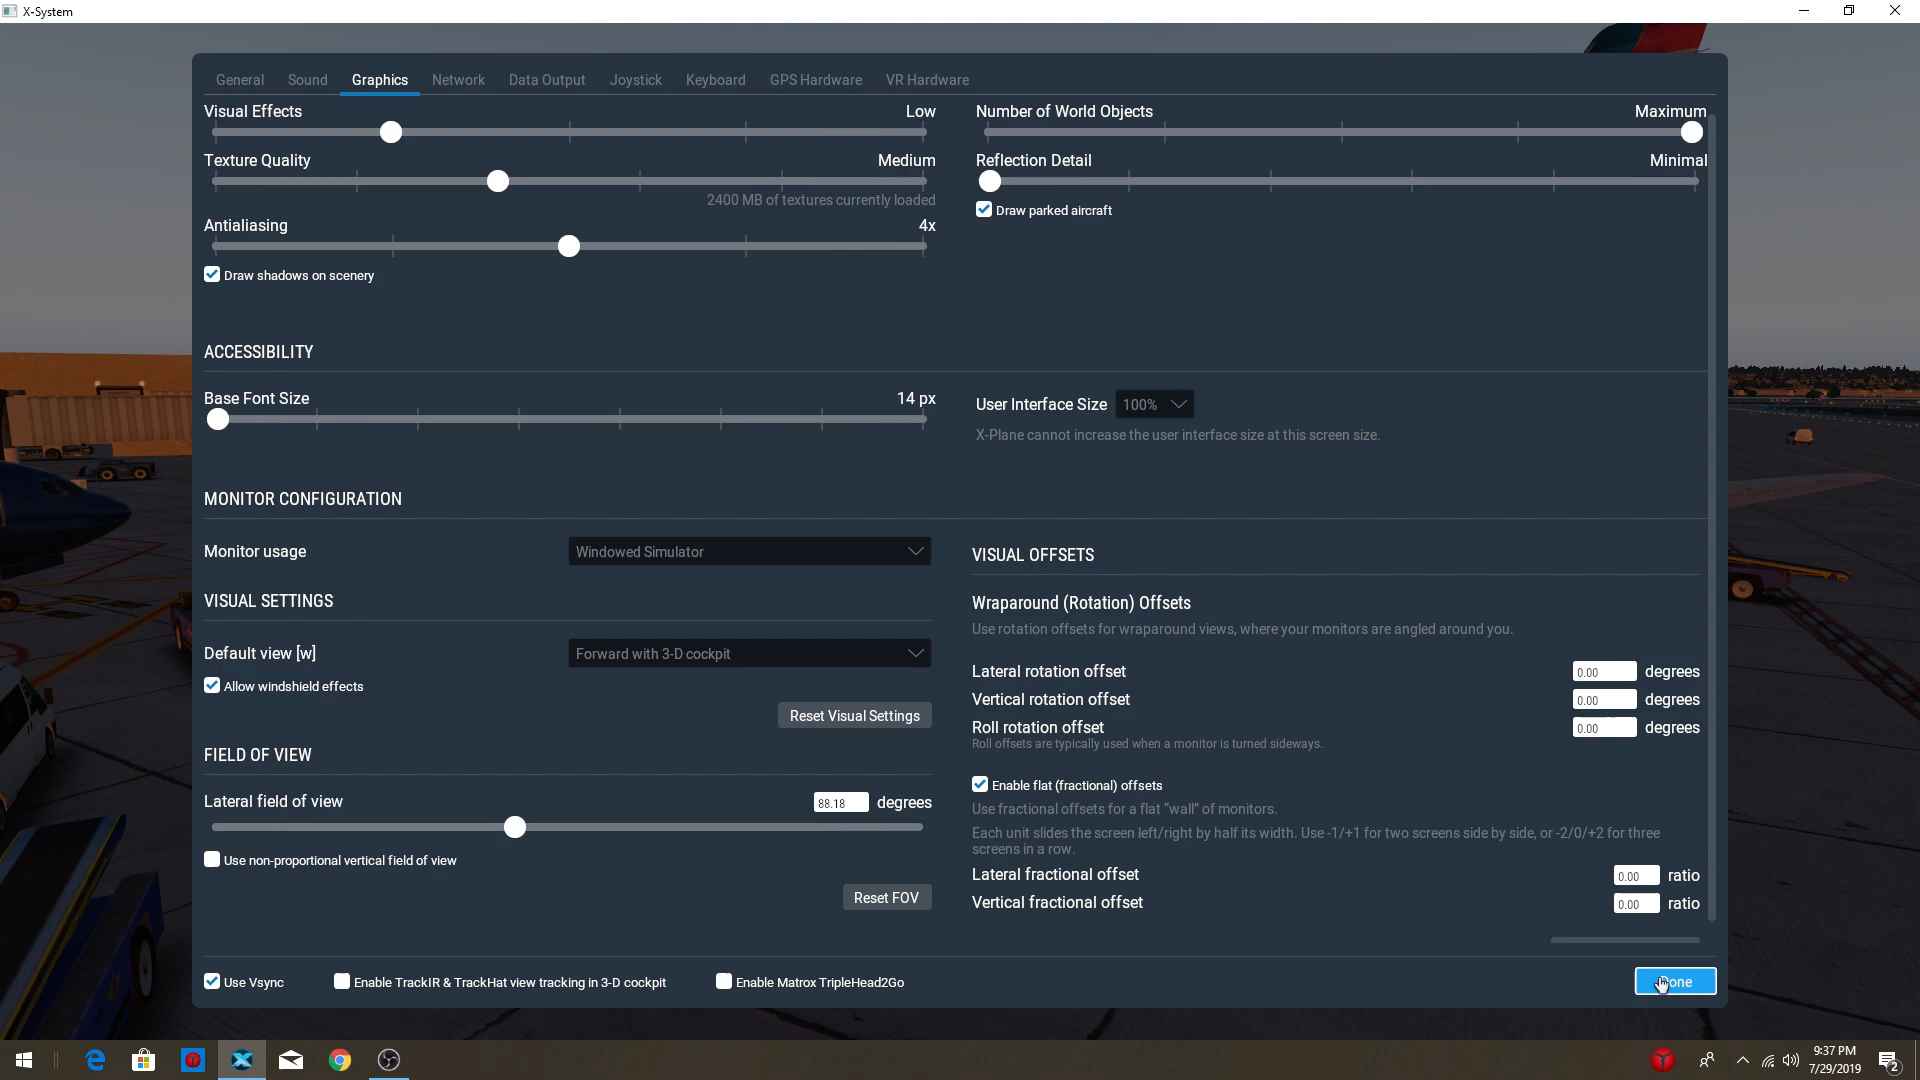 X-System
General Sound Graphics Network Data Output Joystick Keyboard GPS Hardware VR Hardware
Visual Effects Low
Texture Quality Medium
2400 MB of textures currently loaded
Antialiasing 4x
Draw shadows on scenery
Number of World Objects Maximum
Reflection Detail Minimal
Draw parked aircraft
ACCESSIBILITY
Base Font Size 14 px
User Interface Size 100%
X-Plane cannot increase the user interface size at this screen size.
MONITOR CONFIGURATION
Monitor usage Windowed Simulator
VISUAL SETTINGS
Default view [w] Forward with 3-D cockpit
Allow windshield effects
Reset Visual Settings
FIELD OF VIEW
Lateral field of view 88.18 degrees
Use non-proportional vertical field of view
Reset FOV
VISUAL OFFSETS
Wraparound (Rotation) Offsets
Use rotation offsets for wraparound views, where your monitors are angled around you.
Lateral rotation offset 0.00 degrees
Vertical rotation offset 0.00 degrees
Roll rotation offset 0.00 degrees
Roll offsets are typically used when a monitor is turned sideways.
Enable flat (fractional) offsets
Use fractional offsets for a flat “wall” of monitors.
Each unit slides the screen left/right by half its width. Use -1/+1 for two screens side by side, or -2/0/+2 for three
screens in a row.
Lateral fractional offset 0.00 ratio
Vertical fractional offset 0.00 ratio
Use Vsync Enable TrackIR & TrackHat view tracking in 3-D cockpit Enable Matrox TripleHead2Go Done
9:37 PM
7/29/2019
2